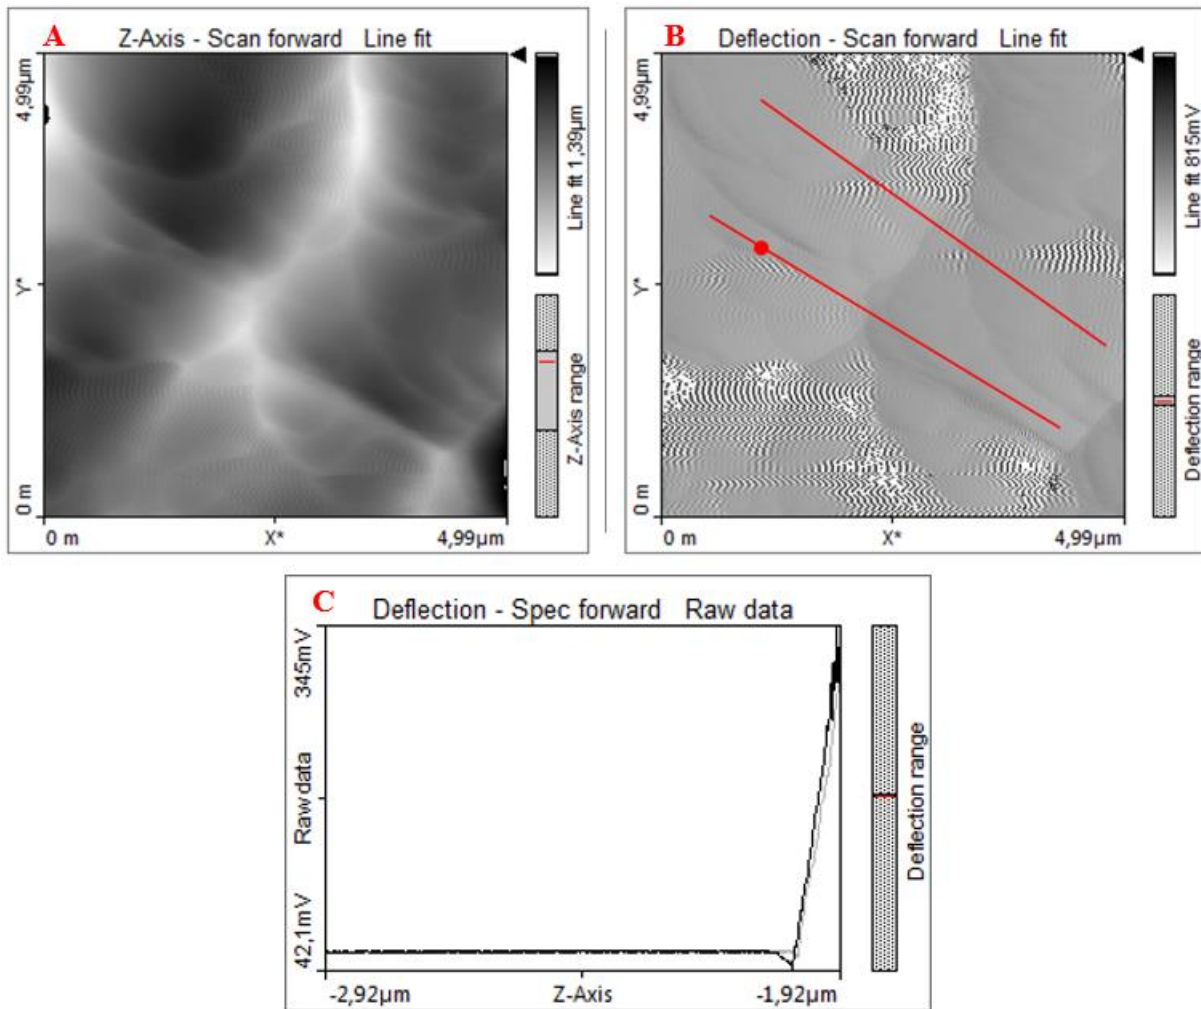 A
Z-Axis - Scan forward Line fit
4,99µm
Y*
0 m
0 m
X*
4,99µm
Line fit 1,39µm
Z-Axis range
B
Deflection - Scan forward Line fit
4,99µm
Y*
0 m
0 m
X*
4,99µm
Line fit 815mV
Deflection range
C
Deflection - Spec forward Raw data
345mV
Raw data
42,1mV
-2,92µm
Z-Axis
-1,92µm
Deflection range